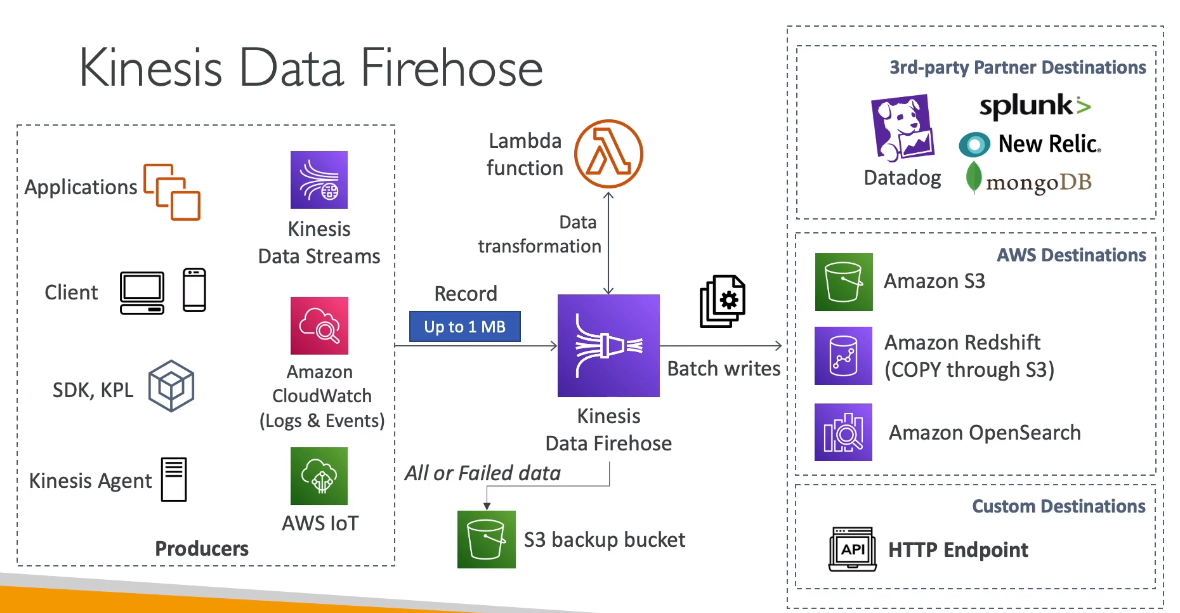 Kinesis Data Firehose
Applications
Kinesis
Data Streams
Client
Amazon
CloudWatch
(Logs & Events)
SDK, KPL
Kinesis Agent
AWS IoT
Producers
Record
Up to 1 MB
Lambda
function
Data
transformation
Kinesis
Data Firehose
All or Failed data
S3 backup bucket
Batch writes
3rd-party Partner Destinations
Datadog
splunk>
New Relic.
mongoDB
AWS Destinations
Amazon S3
Amazon Redshift
(COPY through S3)
Amazon OpenSearch
Custom Destinations
API
HTTP Endpoint